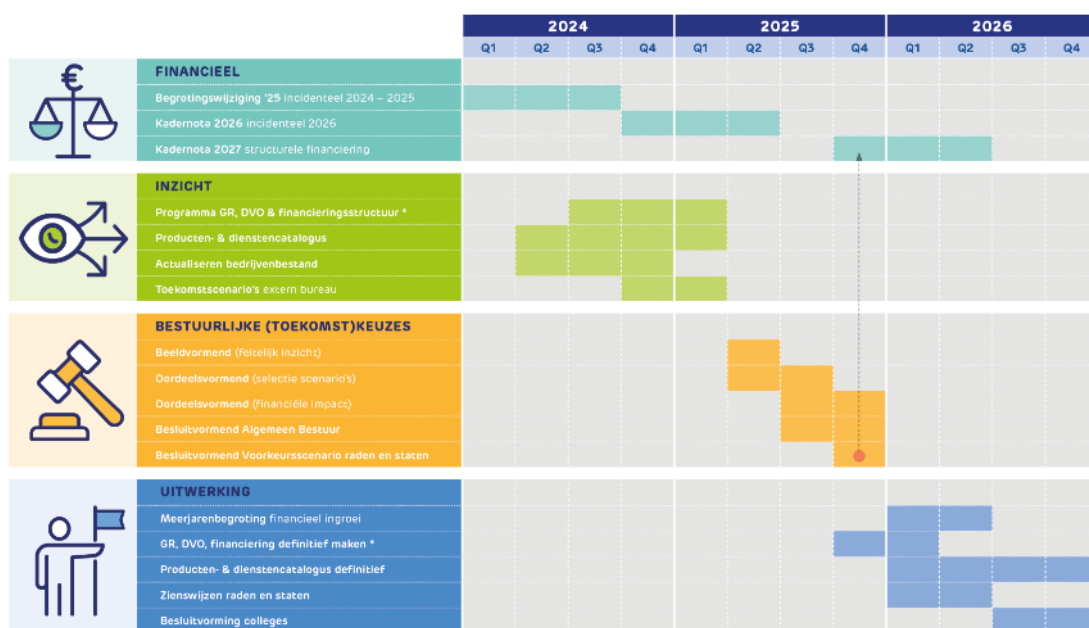 2024 2025 2026
Q1 Q2 Q3 Q4 Q1 Q2 Q3 Q4 Q1 Q2 Q3 Q4
€
FINANCIEEL
Begrotingswijziging '25 incidenteel 2024 – 2025
Kadernota 2026 incidenteel 2026
Kadernota 2027 structurele financiering
INZICHT
Programma GR, DVO & financieringsstructuur *
Producten- & dienstencatalogus
Actualiseren bedrijvenbestand
Toekomstscenario's extern bureau
BESTUURLIJKE (TOEKOMST)KEUZES
Beeldvormend (feitelijk inzicht)
Oordeelsvormend (selectie scenario's)
Oordeelsvormend (financiële impact)
Besluitvormend Algemeen Bestuur
Besluitvormend Voorkeursscenario raden en staten
UITWERKING
Meerjarenbegroting financieel ingroei
GR, DVO, financiering definitief maken *
Producten- & dienstencatalogus definitief
Zienswijzen raden en staten
Besluitvorming colleges